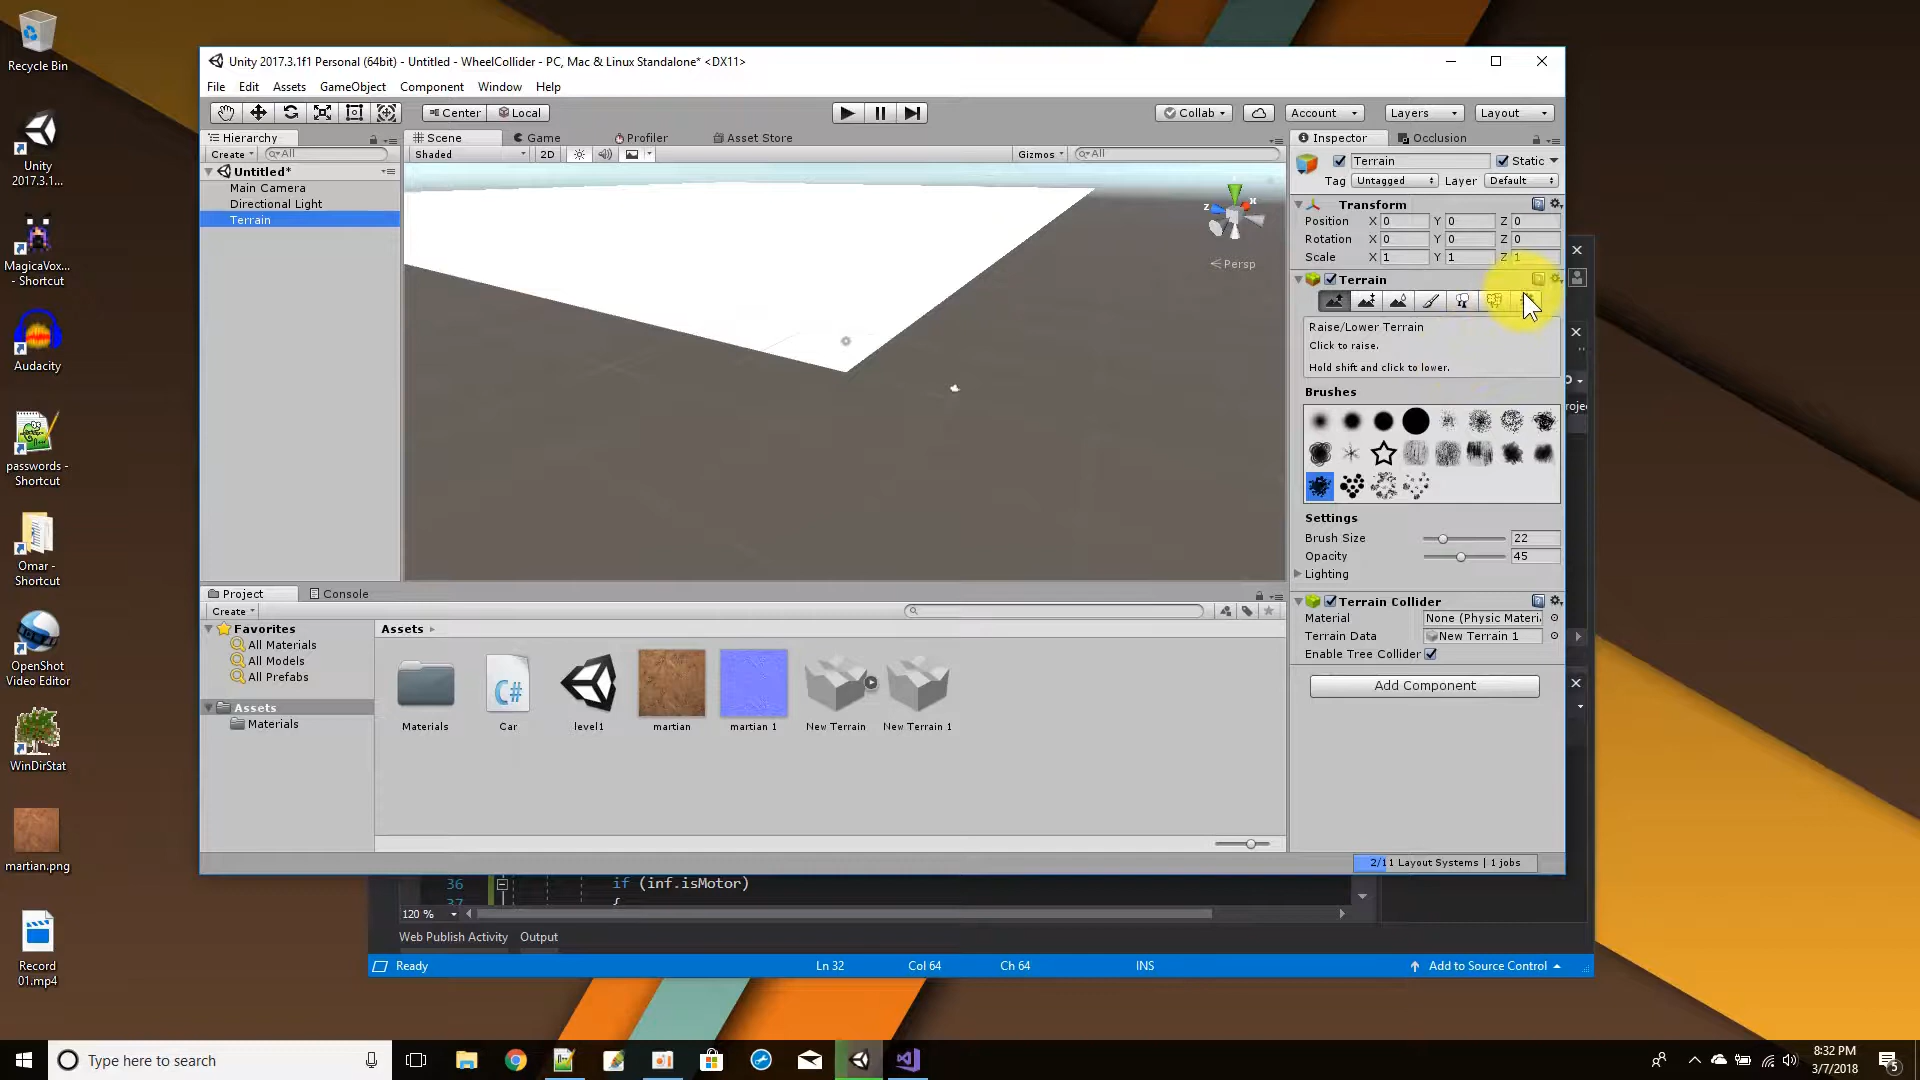 Recycle Bin
Unity
2017.3.1...
MagicaVox...
- Shortcut
Audacity
passwords -
Shortcut
Omar -
Shortcut
OpenShot
Video Editor
WinDirStat
martian.png
Record
01.mp4
Unity 2017.3.1f1 Personal (64bit) - Untitled - WheelCollider - PC, Mac & Linux Standalone* <DX11>
File Edit Assets GameObject Component Window Help
Center Local Collab Account Layers Layout
Hierarchy
Create All
Untitled*
Main Camera
Directional Light
Terrain
Scene Game Profiler Asset Store
Shaded 2D Gizmos All
x
z
Persp
Inspector Occlusion
Terrain Static
Tag Untagged Layer Default
Transform
Position X 0 Y 0 Z 0
Rotation X 0 Y 0 Z 0
Scale X 1 Y 1 Z 1
Terrain
Raise/Lower Terrain
Click to raise.
Hold shift and click to lower.
Brushes
Settings
Brush Size 22
Opacity 45
Lighting
Terrain Collider
Material None (Physic Materi
Terrain Data New Terrain 1
Enable Tree Collider
Add Component
Project Console
Create
Favorites
All Materials
All Models
All Prefabs
Assets
Materials
Assets
C#
Materials Car level1 martian martian 1 New Terrain New Terrain 1
2/11 Layout Systems | 1 jobs
roje
36 if (inf.isMotor)
37 {
120 %
Web Publish Activity Output
Ready Ln 32 Col 64 Ch 64 INS Add to Source Control
Type here to search
8:32 PM
3/7/2018
5